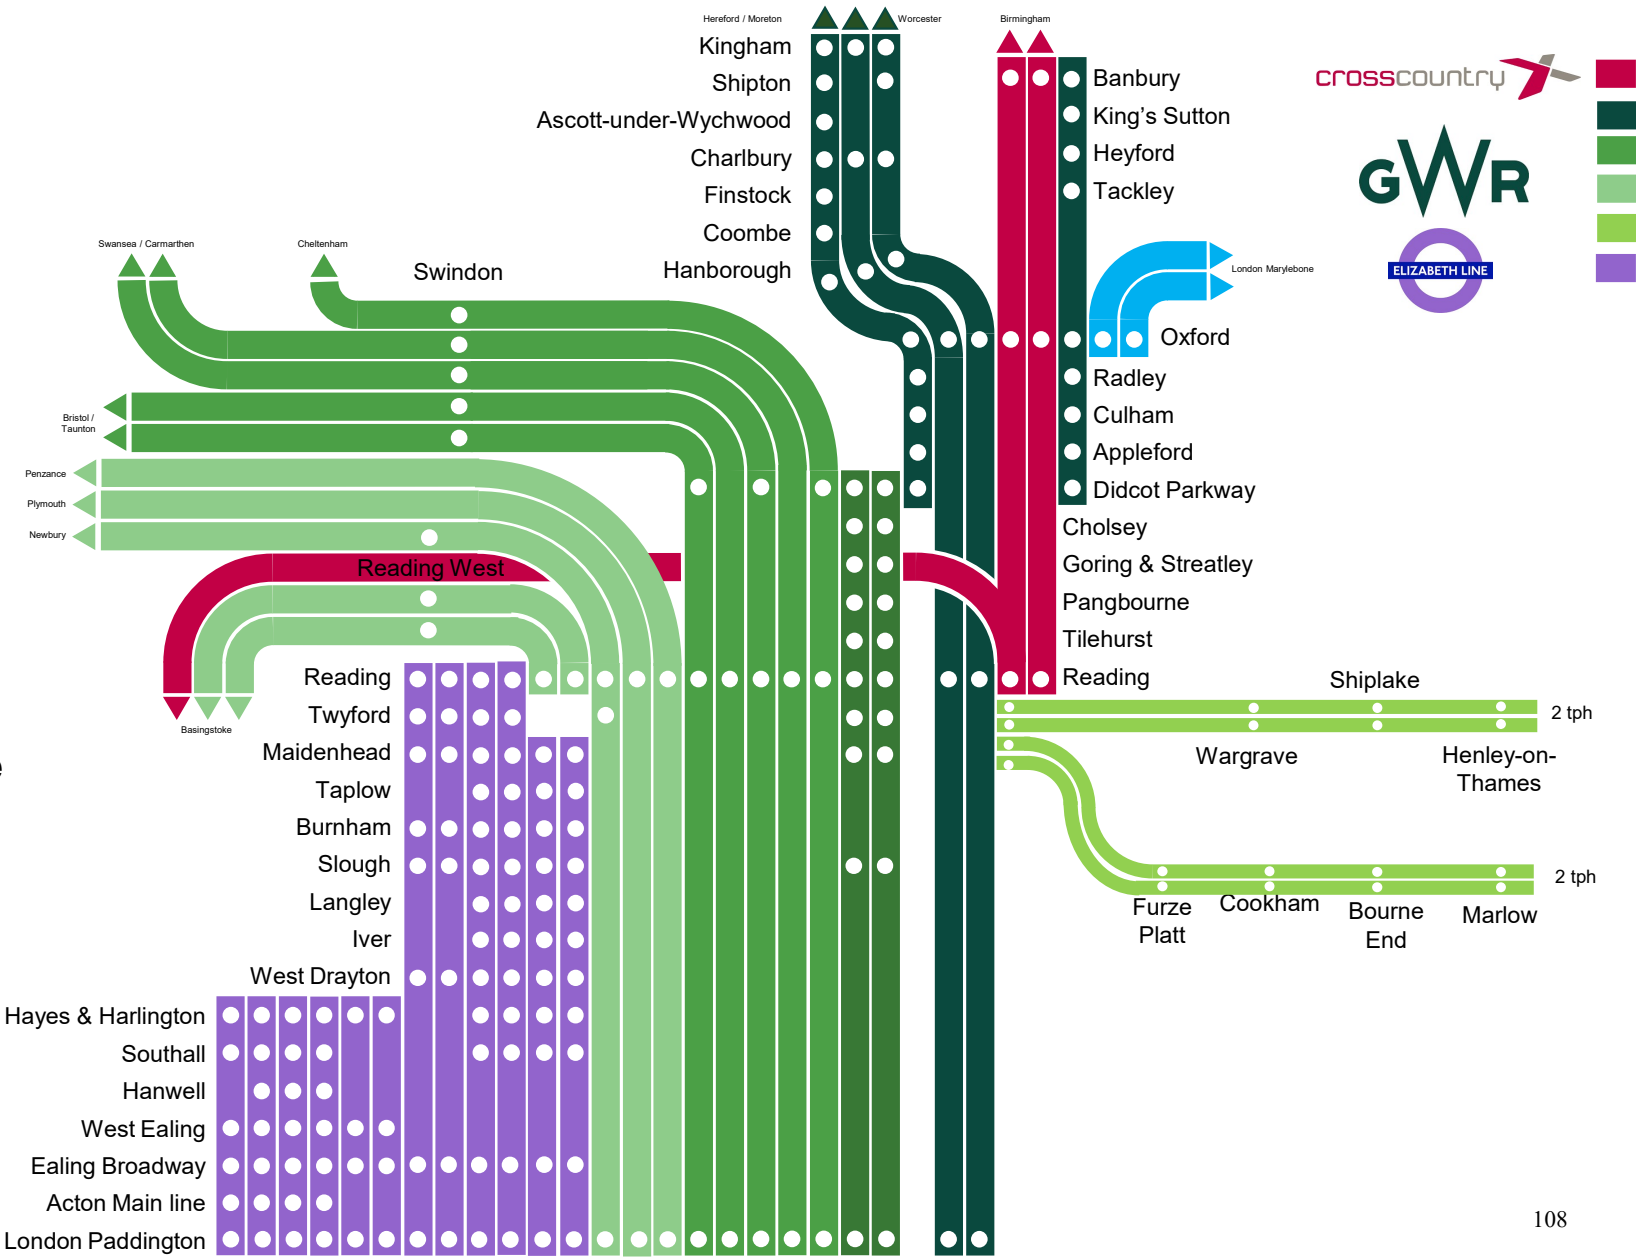 Hereford / Moreton
Worcester
Birmingham
Kingham
Shipton
Ascott-under-Wychwood
Charlbury
Finstock
Coombe
Hanborough
Banbury
King's Sutton
Heyford
Tackley
crosscountry
GWR
ELIZABETH LINE
London Marylebone
Oxford
Radley
Culham
Appleford
Didcot Parkway
Cholsey
Goring & Streatley
Pangbourne
Tilehurst
Reading
Swansea / Carmarthen
Cheltenham
Swindon
Bristol /
Taunton
Penzance
Plymouth
Newbury
Reading West
Basingstoke
Reading
Twyford
Maidenhead
Taplow
Burnham
Slough
Langley
Iver
West Drayton
Hayes & Harlington
Southall
Hanwell
West Ealing
Ealing Broadway
Acton Main line
London Paddington
Shiplake
2 tph
Wargrave
Henley-on-
Thames
2 tph
Furze
Platt
Cookham
Bourne
End
Marlow
108